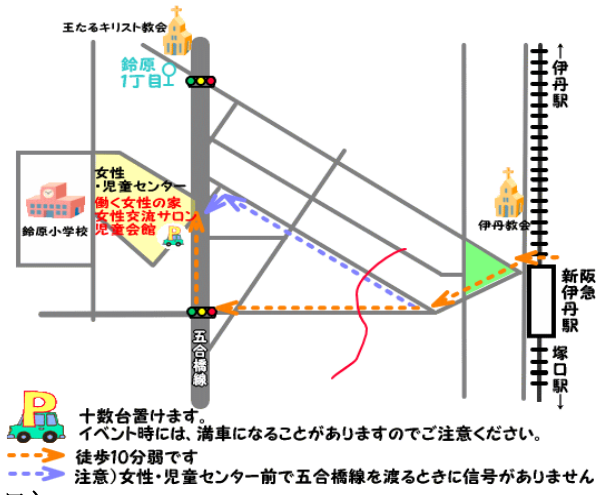 王たるキリスト教会
鈴原
1丁目
↑伊丹駅
女性
・児童センター
働く女性の家
女性交流サロン
児童会館
P
鈴原小学校
伊丹教会
阪急
新伊丹駅
五合橋線
塚口駅↓
P
十数台置けます。
イベント時には、満車になることがありますのでご注意ください。
徒歩10分弱です
注意）女性・児童センター前で五合橋線を渡るときに信号がありません